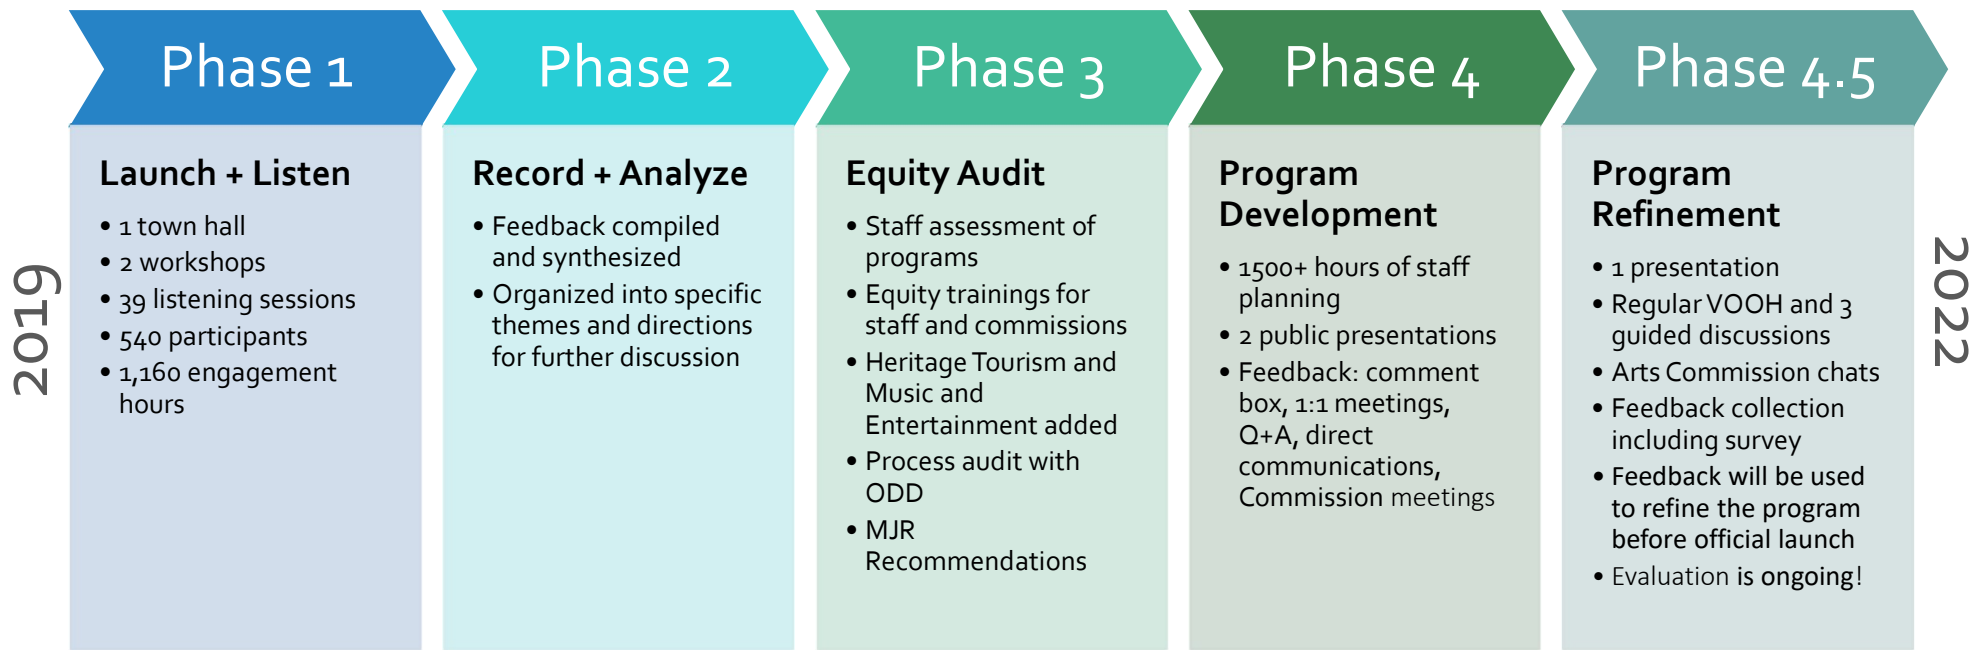 2019
Phase 1
Launch + Listen
• 1 town hall
• 2 workshops
• 39 listening sessions
• 540 participants
• 1,160 engagement
hours
Phase 2
Record + Analyze
• Feedback compiled
and synthesized
• Organized into specific
themes and directions
for further discussion
Phase 3
Equity Audit
• Staff assessment of
programs
• Equity trainings for
staff and commissions
• Heritage Tourism and
Music and
Entertainment added
• Process audit with
ODD
• MJR
Recommendations
Phase 4
Program
Development
• 1500+ hours of staff
planning
• 2 public presentations
• Feedback: comment
box, 1:1 meetings,
Q+A, direct
communications,
Commission meetings
Phase 4.5
Program
Refinement
• 1 presentation
• Regular VOOH and 3
guided discussions
• Arts Commission chats
• Feedback collection
including survey
• Feedback will be used
to refine the program
before official launch
• Evaluation is ongoing!
2022